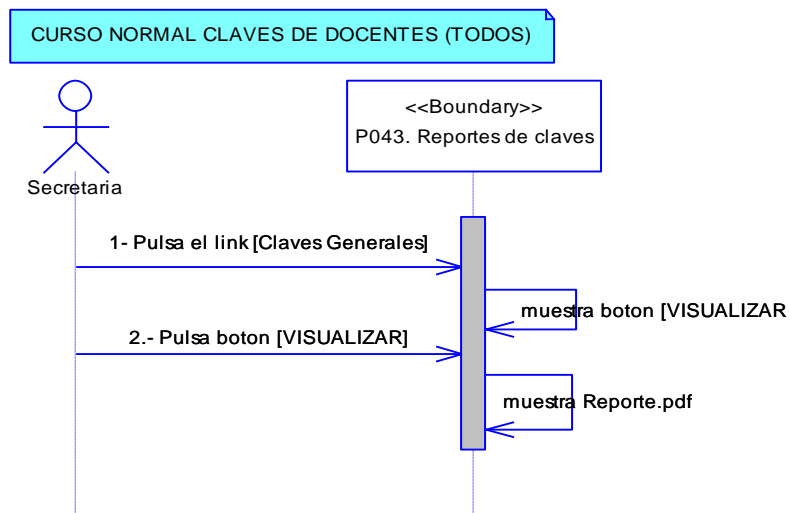 CURSO NORMAL CLAVES DE DOCENTES (TODOS)
<<Boundary>>
P043. Reportes de claves
Secretaria
1- Pulsa el link [Claves Generales]
muestra boton [VISUALIZAR
2.- Pulsa boton [VISUALIZAR]
muestra Reporte.pdf